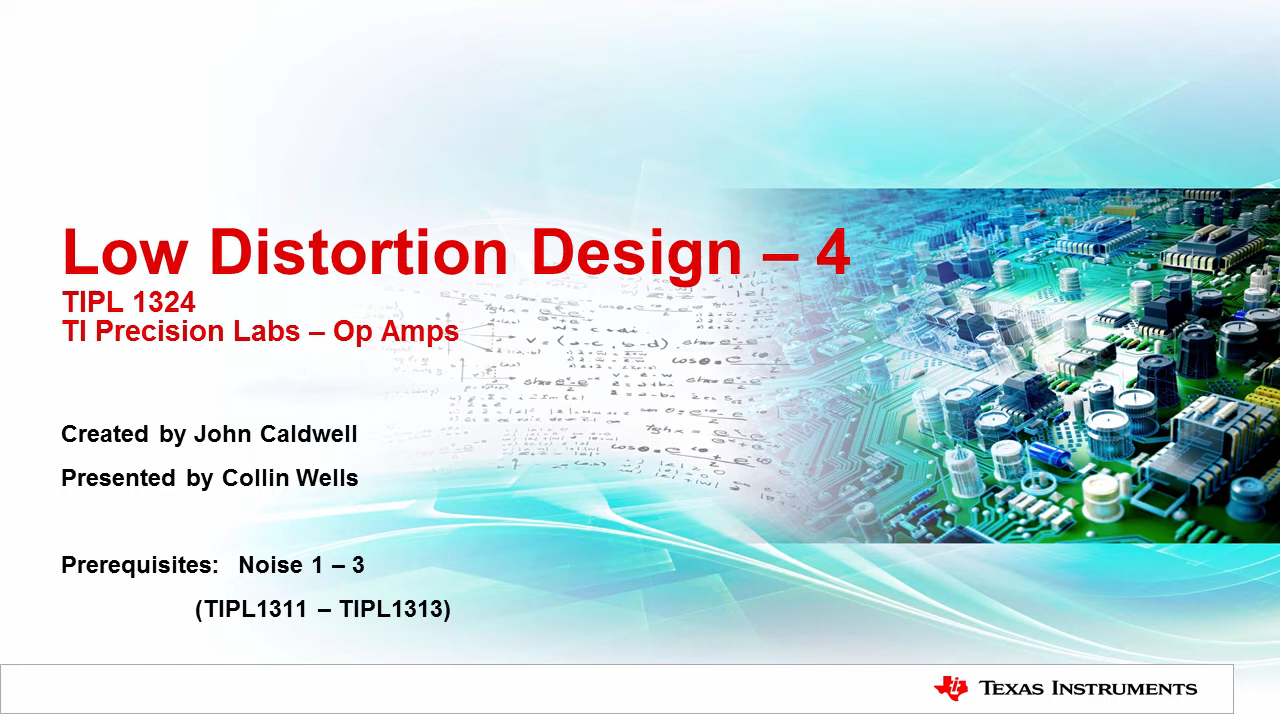 Low Distortion Design – 4
TIPL 1324
TI Precision Labs – Op Amps
Created by John Caldwell
Presented by Collin Wells
Prerequisites: Noise 1 – 3
(TIPL1311 – TIPL1313)
TEXAS INSTRUMENTS